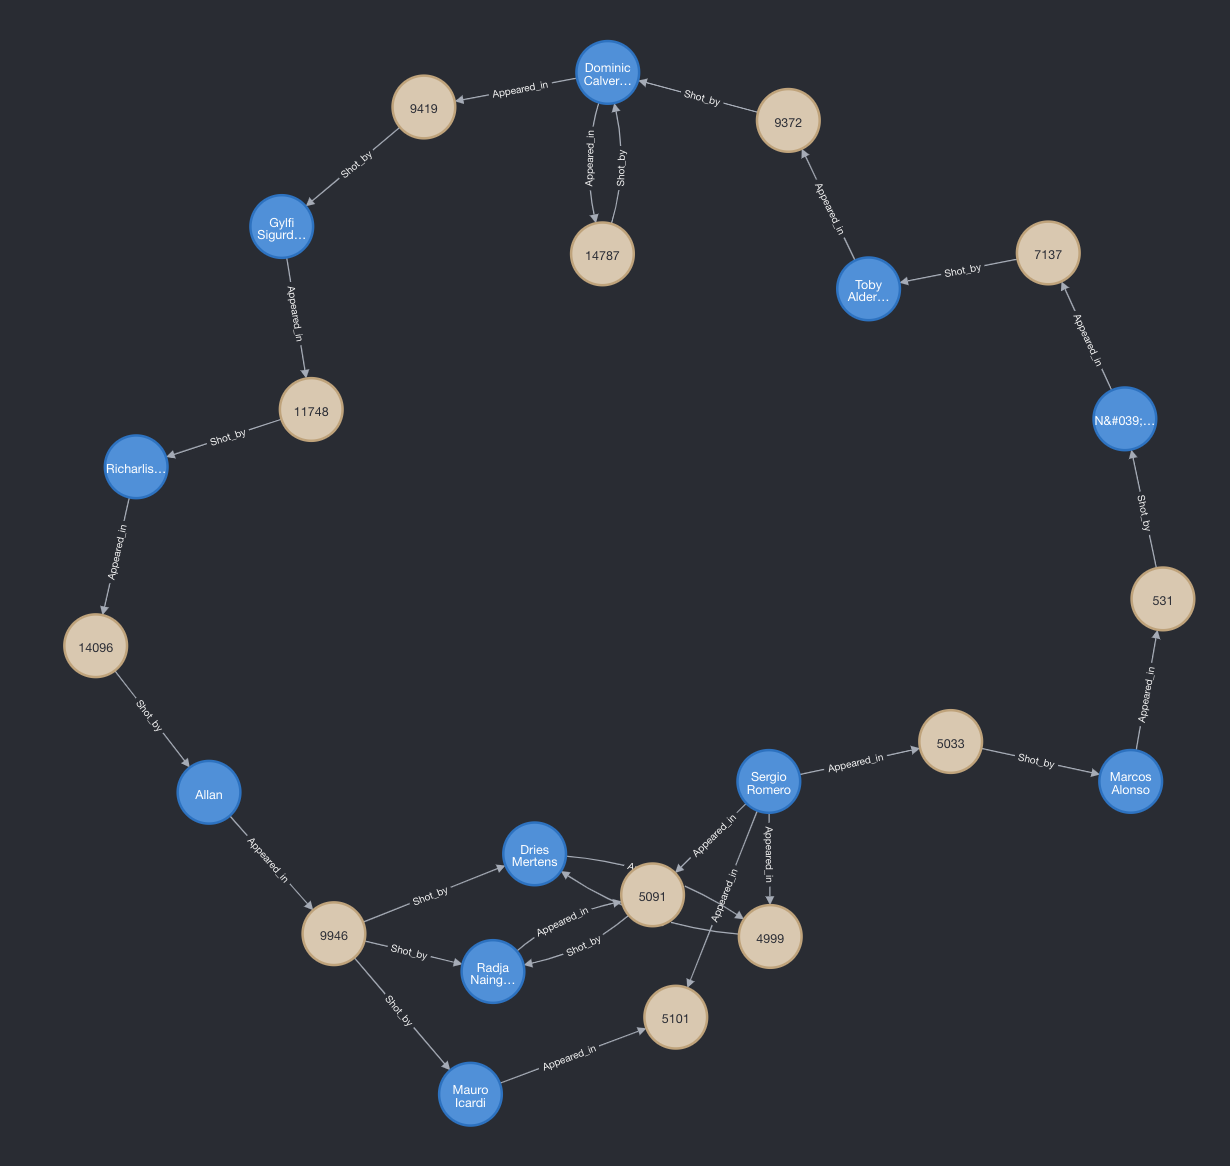 Dominic
Calver…
9419
Appeared_in
Shot_by
9372
Shot_by
Appeared_in
Shot_by
Gylfi
Sigurd…
14787
Appeared_in
7137
Shot_by
Toby
Alder…
Appeared_in
Appeared_in
11748
N&#039;…
Shot_by
Richlis…
Shot_by
Appeared_in
531
14096
Appeared_in
Shot_by
5033
Sergio
Romero
Appeared_in
Shot_by
Marcos
Alonso
Allan
Appeared_in
Appeared_in
Dries
Mertens
A
Appeared_in
5091
Shot_by
Appeared_in
Appeared_in
9946
4999
Shot_by
Shot_by
Radja
Naing…
Shot_by
5101
Appeared_in
Mauro
Icardi